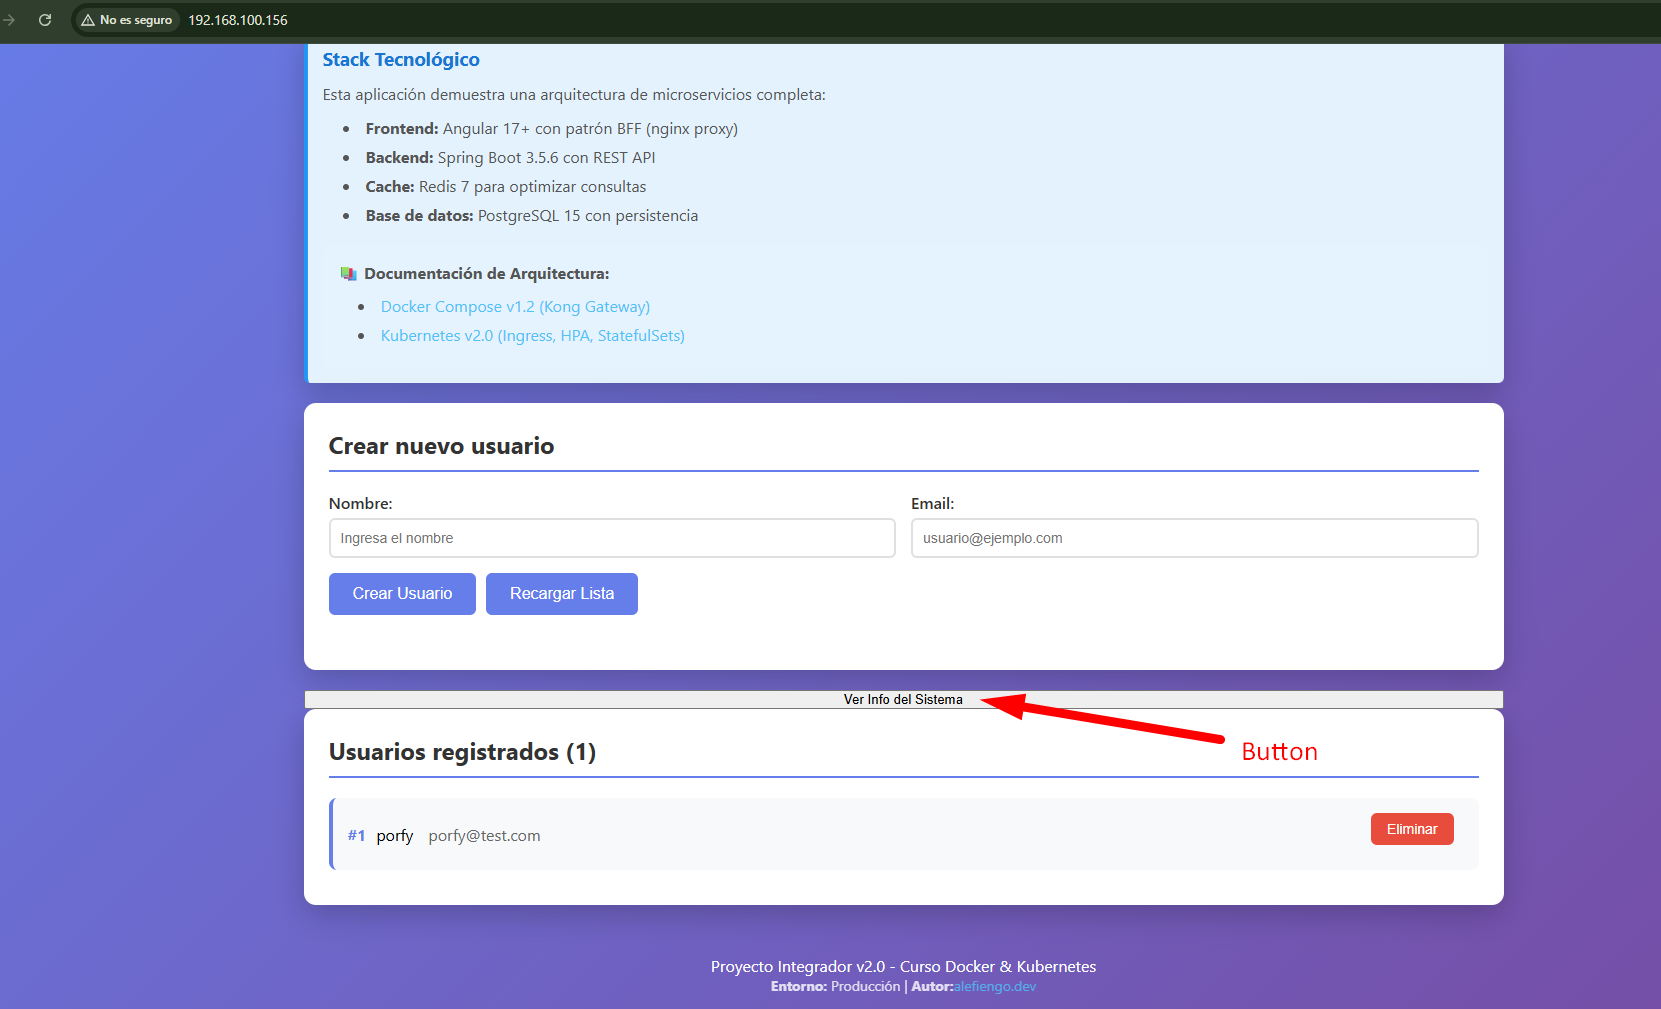 No es seguro 192.168.100.156
Stack Tecnológico
Esta aplicación demuestra una arquitectura de microservicios completa:
Frontend: Angular 17+ con patrón BFF (nginx proxy)
Backend: Spring Boot 3.5.6 con REST API
Cache: Redis 7 para optimizar consultas
Base de datos: PostgreSQL 15 con persistencia
Documentación de Arquitectura:
Docker Compose v1.2 (Kong Gateway)
Kubernetes v2.0 (Ingress, HPA, StatefulSets)
Crear nuevo usuario
Nombre: Email:
Ingresa el nombre usuario@ejemplo.com
Crear Usuario Recargar Lista
Ver Info del Sistema
Button
Usuarios registrados (1)
#1 porfy porfy@test.com Eliminar
Proyecto Integrador v2.0 - Curso Docker & Kubernetes
Entorno: Producción | Autor:alefiengo.dev